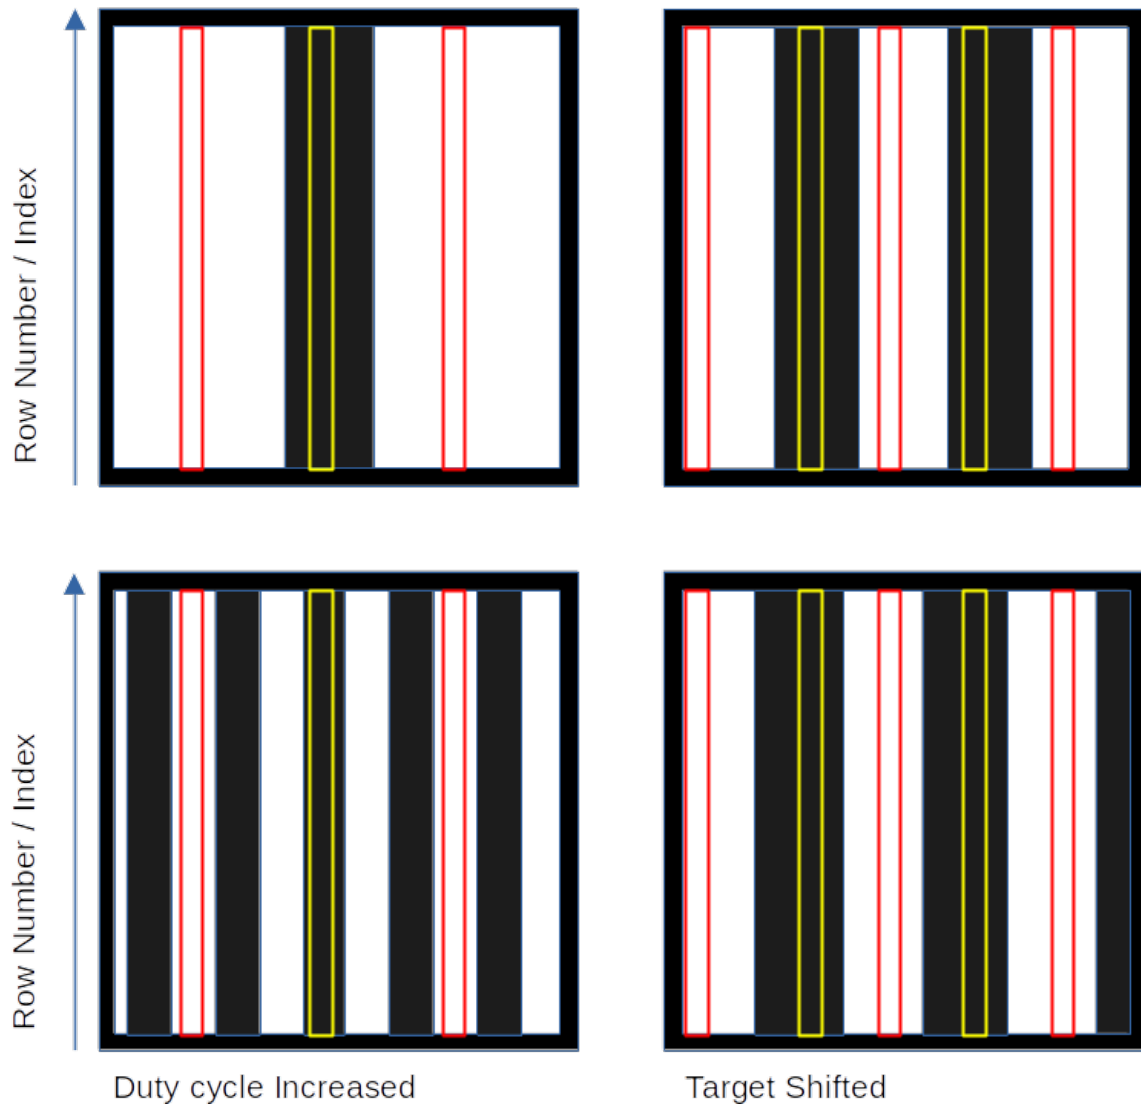 Row Number / Index
Row Number / Index
Duty cycle Increased
Target Shifted